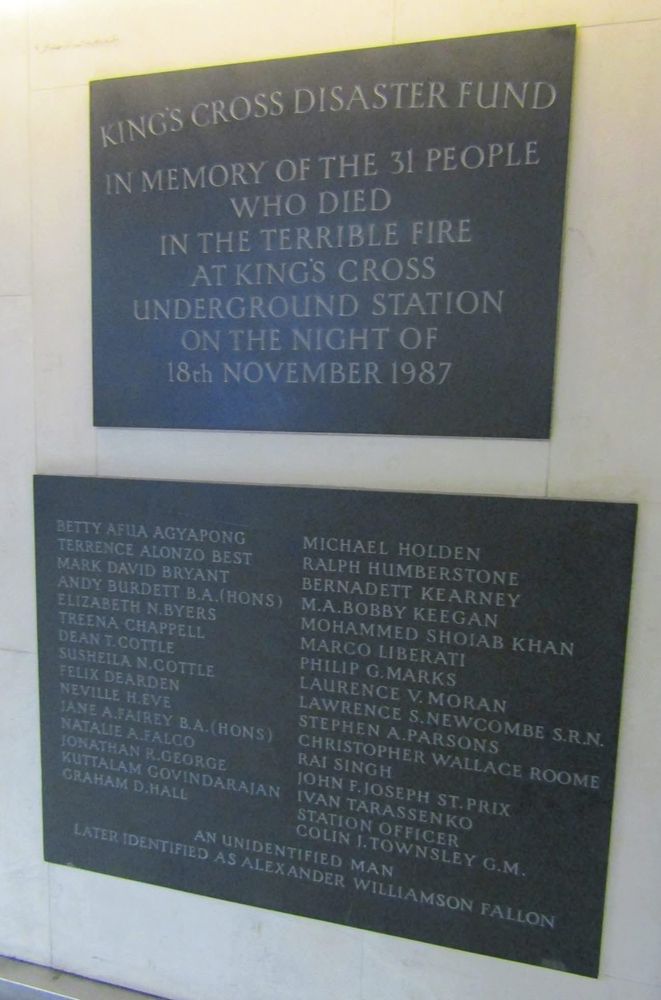 KING'S CROSS DISASTER FUND
IN MEMORY OF THE 31 PEOPLE
WHO DIED
IN THE TERRIBLE FIRE
AT KING'S CROSS
UNDERGROUND STATION
ON THE NIGHT OF
18th NOVEMBER 1987
BETTY AFUA AGYAPONG
TERRENCE ALONZO BEST
MARK DAVID BRYANT
ANDY BURDETT B.A.(HONS)
ELIZABETH N.BYERS
TREENA CHAPPELL
DEAN T.COTTLE
SUSHEILA N.COTTLE
FELIX DEARDEN
NEVILLE H.EVE
JANE A.FAIREY B.A.(HONS)
NATALIE A.FALCO
JONATHAN R.GEORGE
KUTTALAM GOVINDARAJAN
GRAHAM D.HALL
MICHAEL HOLDEN
RALPH HUMBERSTONE
BERNADETT KEARNEY
M.A.BOBBY KEEGAN
MOHAMMED SHOIAB KHAN
MARCO LIBERATI
PHILIP G.MARKS
LAURENCE V.MORAN
LAWRENCE S.NEWCOMBE S.R.N.
STEPHEN A.PARSONS
CHRISTOPHER WALLACE ROOME
RAI SINGH
JOHN F.JOSEPH ST.PRIX
IVAN TARASSENKO
STATION OFFICER
COLIN J.TOWNSLEY G.M.
AN UNIDENTIFIED MAN
LATER IDENTIFIED AS ALEXANDER WILLIAMSON FALLON